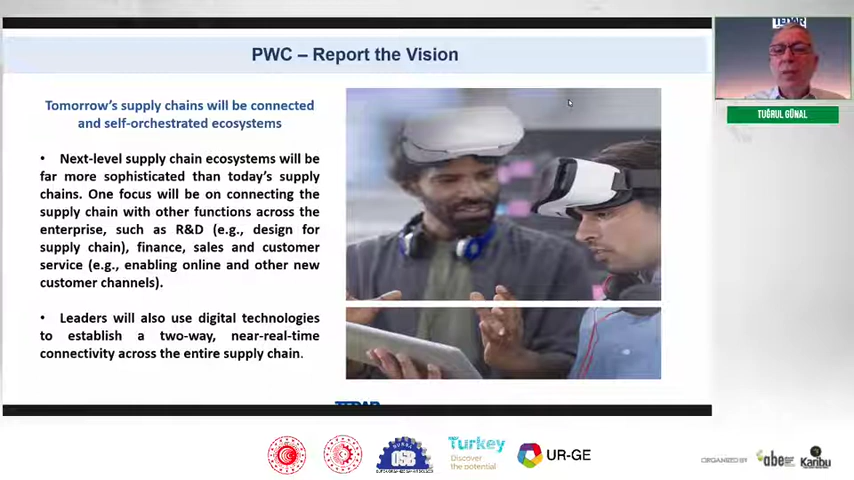 PWC – Report the Vision
TEDAR
Tomorrow's supply chains will be connected
and self-orchestrated ecosystems
TUĞRUL GÜNAL
• Next-level supply chain ecosystems will be
far more sophisticated than today's supply
chains. One focus will be on connecting the
supply chain with other functions across the
enterprise, such as R&D (e.g., design for
supply chain), finance, sales and customer
service (e.g., enabling online and other new
customer channels).
• Leaders will also use digital technologies
to establish a two-way, near-real-time
connectivity across the entire supply chain.
TEDAR
OSB
Turkey
Discover
the potential
UR-GE
ORGANIZED BY
abe
Karibu